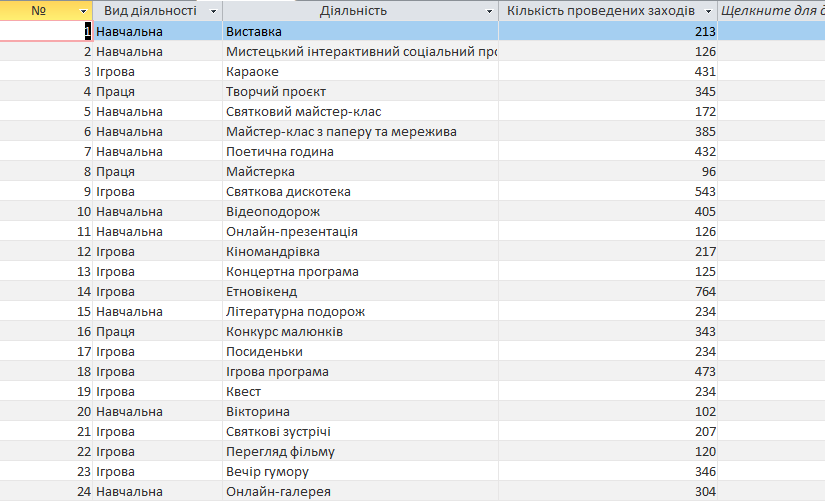 № Вид діяльності Діяльність Кількість проведених заходів Щелкните для д
1 Навчальна Виставка 213
2 Навчальна Мистецький інтерактивний соціальний про 126
3 Ігрова Караоке 431
4 Праця Творчий проєкт 345
5 Навчальна Святковий майстер-клас 172
6 Навчальна Майстер-клас з паперу та мережива 385
7 Навчальна Поетична година 432
8 Праця Майстерка 96
9 Ігрова Святкова дискотека 543
10 Навчальна Відеоподорож 405
11 Навчальна Онлайн-презентація 126
12 Ігрова Кіномандрівка 217
13 Ігрова Концертна програма 125
14 Ігрова Етновікенд 764
15 Навчальна Літературна подорож 234
16 Праця Конкурс малюнків 343
17 Ігрова Посиденьки 234
18 Ігрова Ігрова програма 473
19 Ігрова Квест 234
20 Навчальна Вікторина 102
21 Ігрова Святкові зустрічі 207
22 Ігрова Перегляд фільму 120
23 Ігрова Вечір гумору 346
24 Навчальна Онлайн-галерея 304